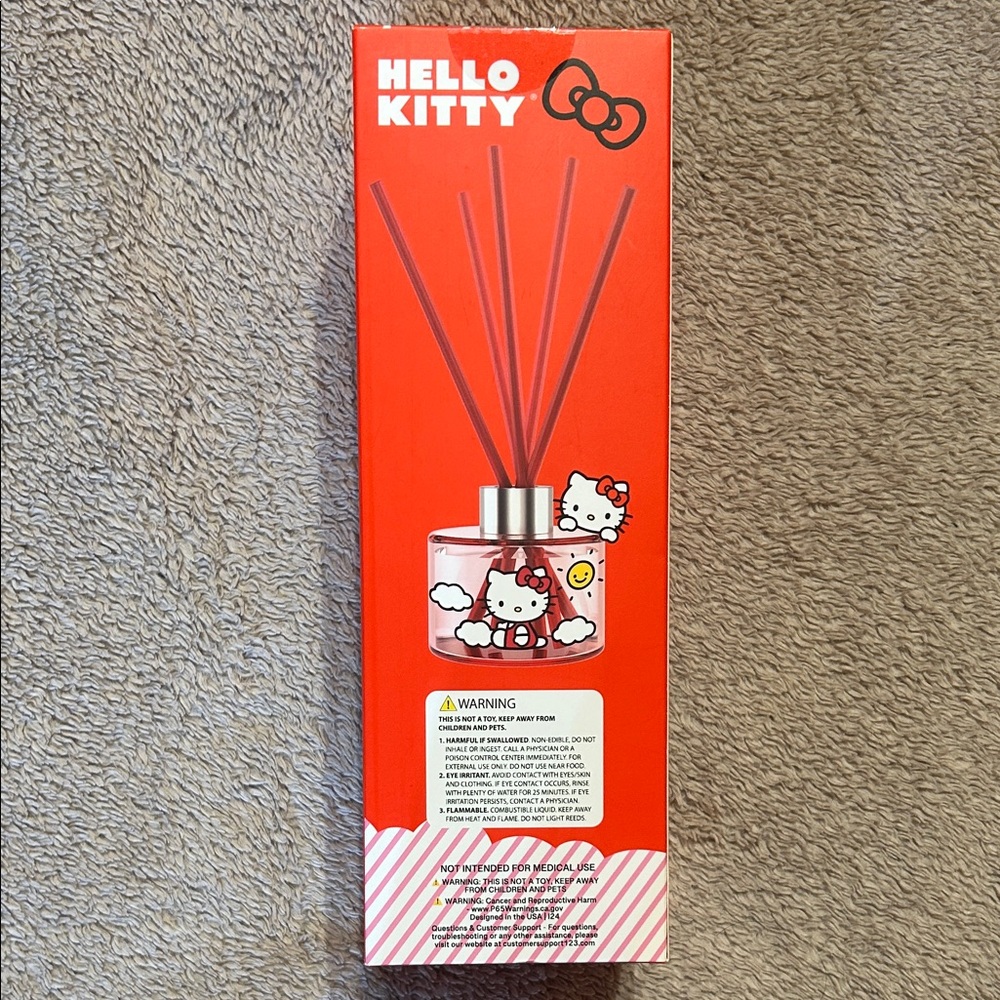 HELLO
KITTY®
WARNING
THIS IS NOT A TOY, KEEP AWAY FROM
CHILDREN AND PETS.
1. HARMFUL IF SWALLOWED. NON-EDIBLE, DO NOT
INHALE OR INGEST. CALL A PHYSICIAN OR A
POISON CONTROL CENTER IMMEDIATELY. FOR
EXTERNAL USE ONLY. DO NOT USE NEAR FOOD.
2. EYE IRRITANT. AVOID CONTACT WITH EYES/SKIN
AND CLOTHING. IF EYE CONTACT OCCURS, RINSE
WITH PLENTY OF WATER FOR 25 MINUTES. IF EYE
IRRITATION PERSISTS, CONTACT A PHYSICIAN.
3. FLAMMABLE. COMBUSTIBLE LIQUID. KEEP AWAY
FROM HEAT AND FLAME. DO NOT LIGHT REEDS.
NOT INTENDED FOR MEDICAL USE
WARNING: THIS IS NOT A TOY, KEEP AWAY
FROM CHILDREN AND PETS
WARNING: Cancer and Reproductive Harm
- www.P65Warnings.ca.gov
Designed in the USA | 124
Questions & Customer Support - For questions,
troubleshooting or any other assistance, please
visit our website at customersupport123.com